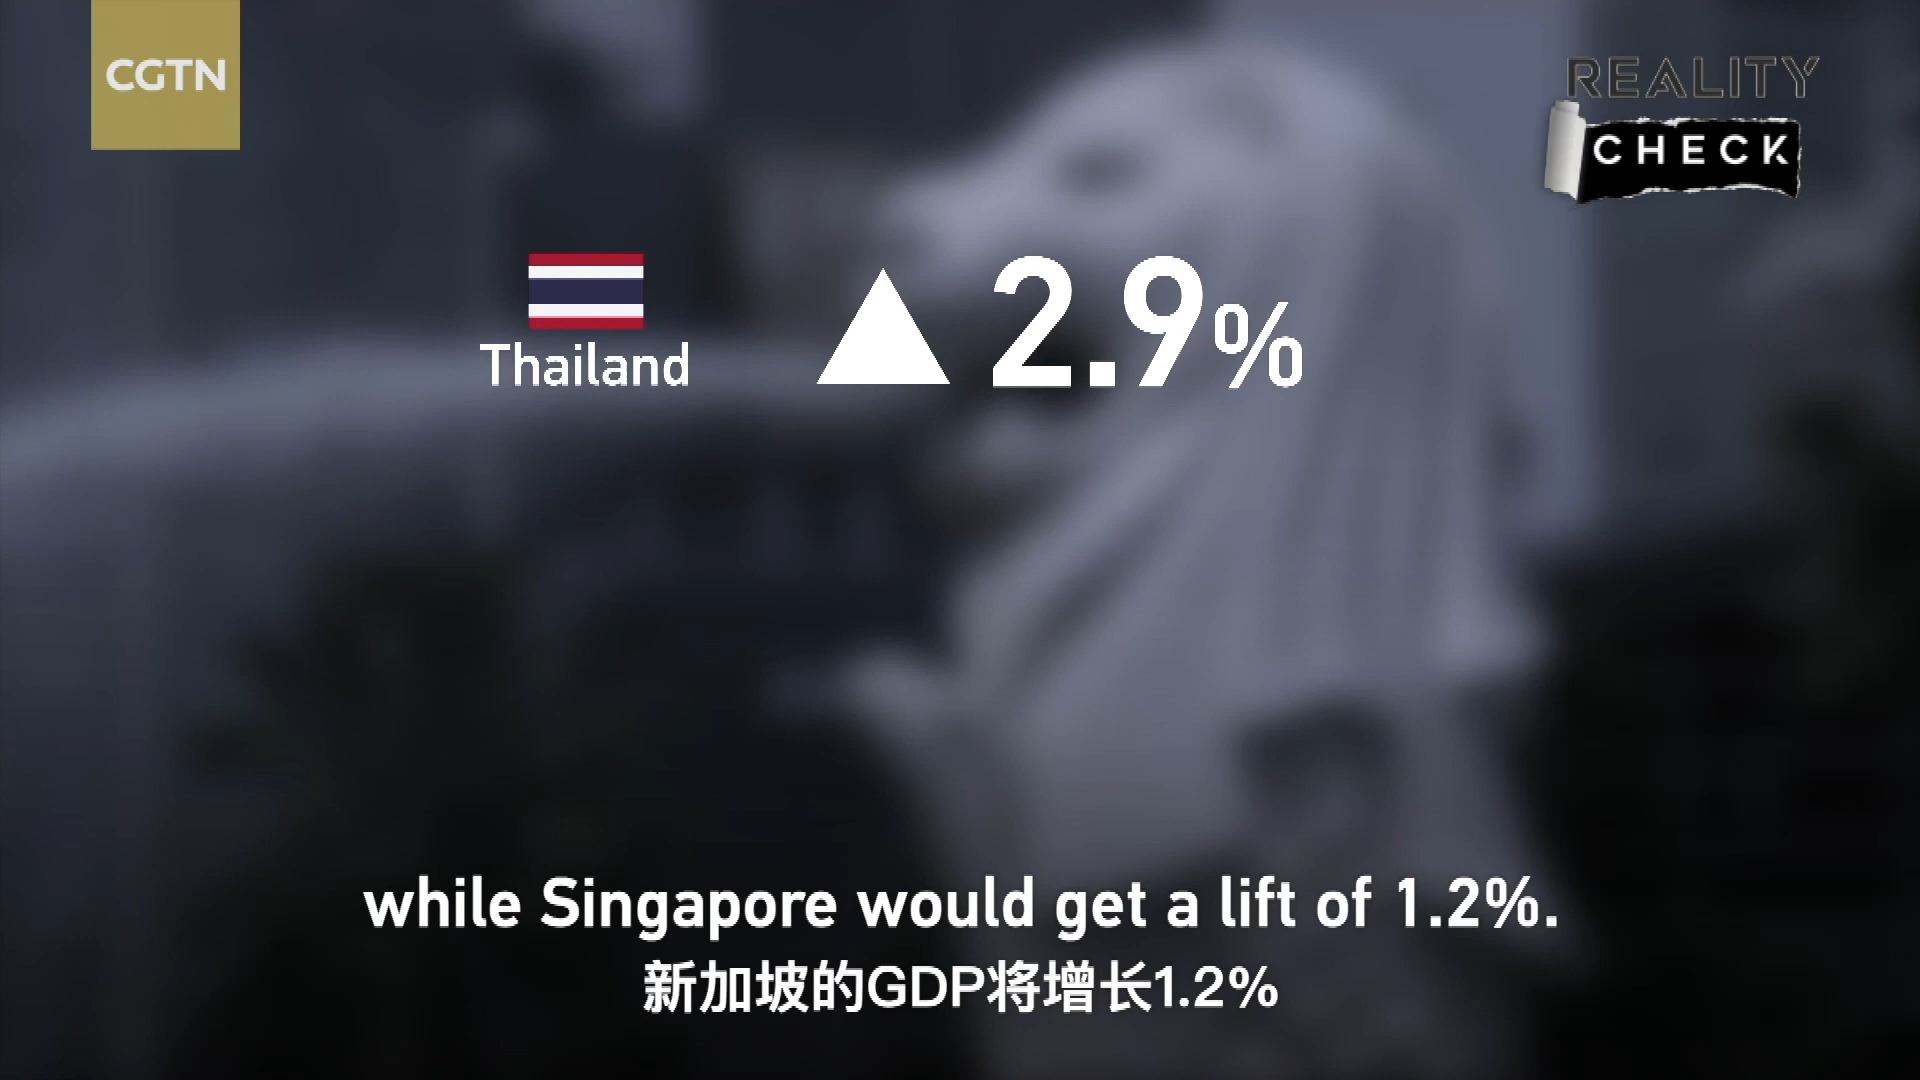 CGTN
REALITY
CHECK
▲ 2.9%
Thailand
while Singapore would get a lift of 1.2%.
新加坡的GDP将增长1.2%